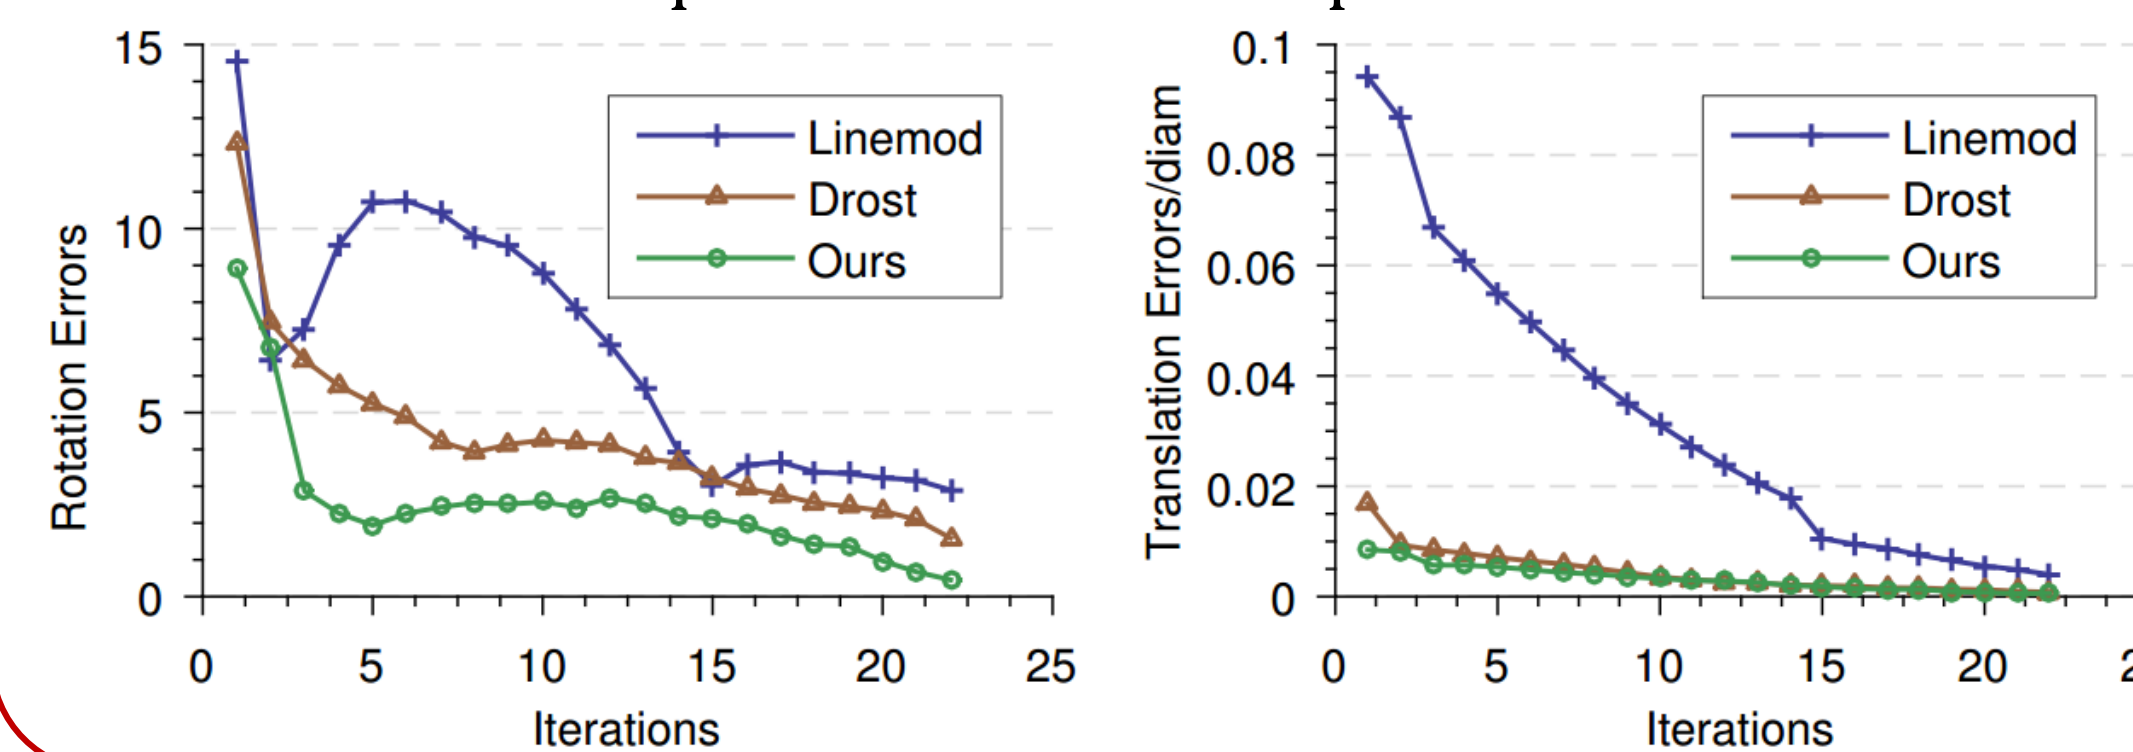 15
10
5
0
Rotation Errors
Linemod
Drost
Ours
0 5 10 15 20 25
Iterations
0.1
0.08
0.06
0.04
0.02
0
Translation Errors/diam
Linemod
Drost
Ours
0 5 10 15 20
Iterations